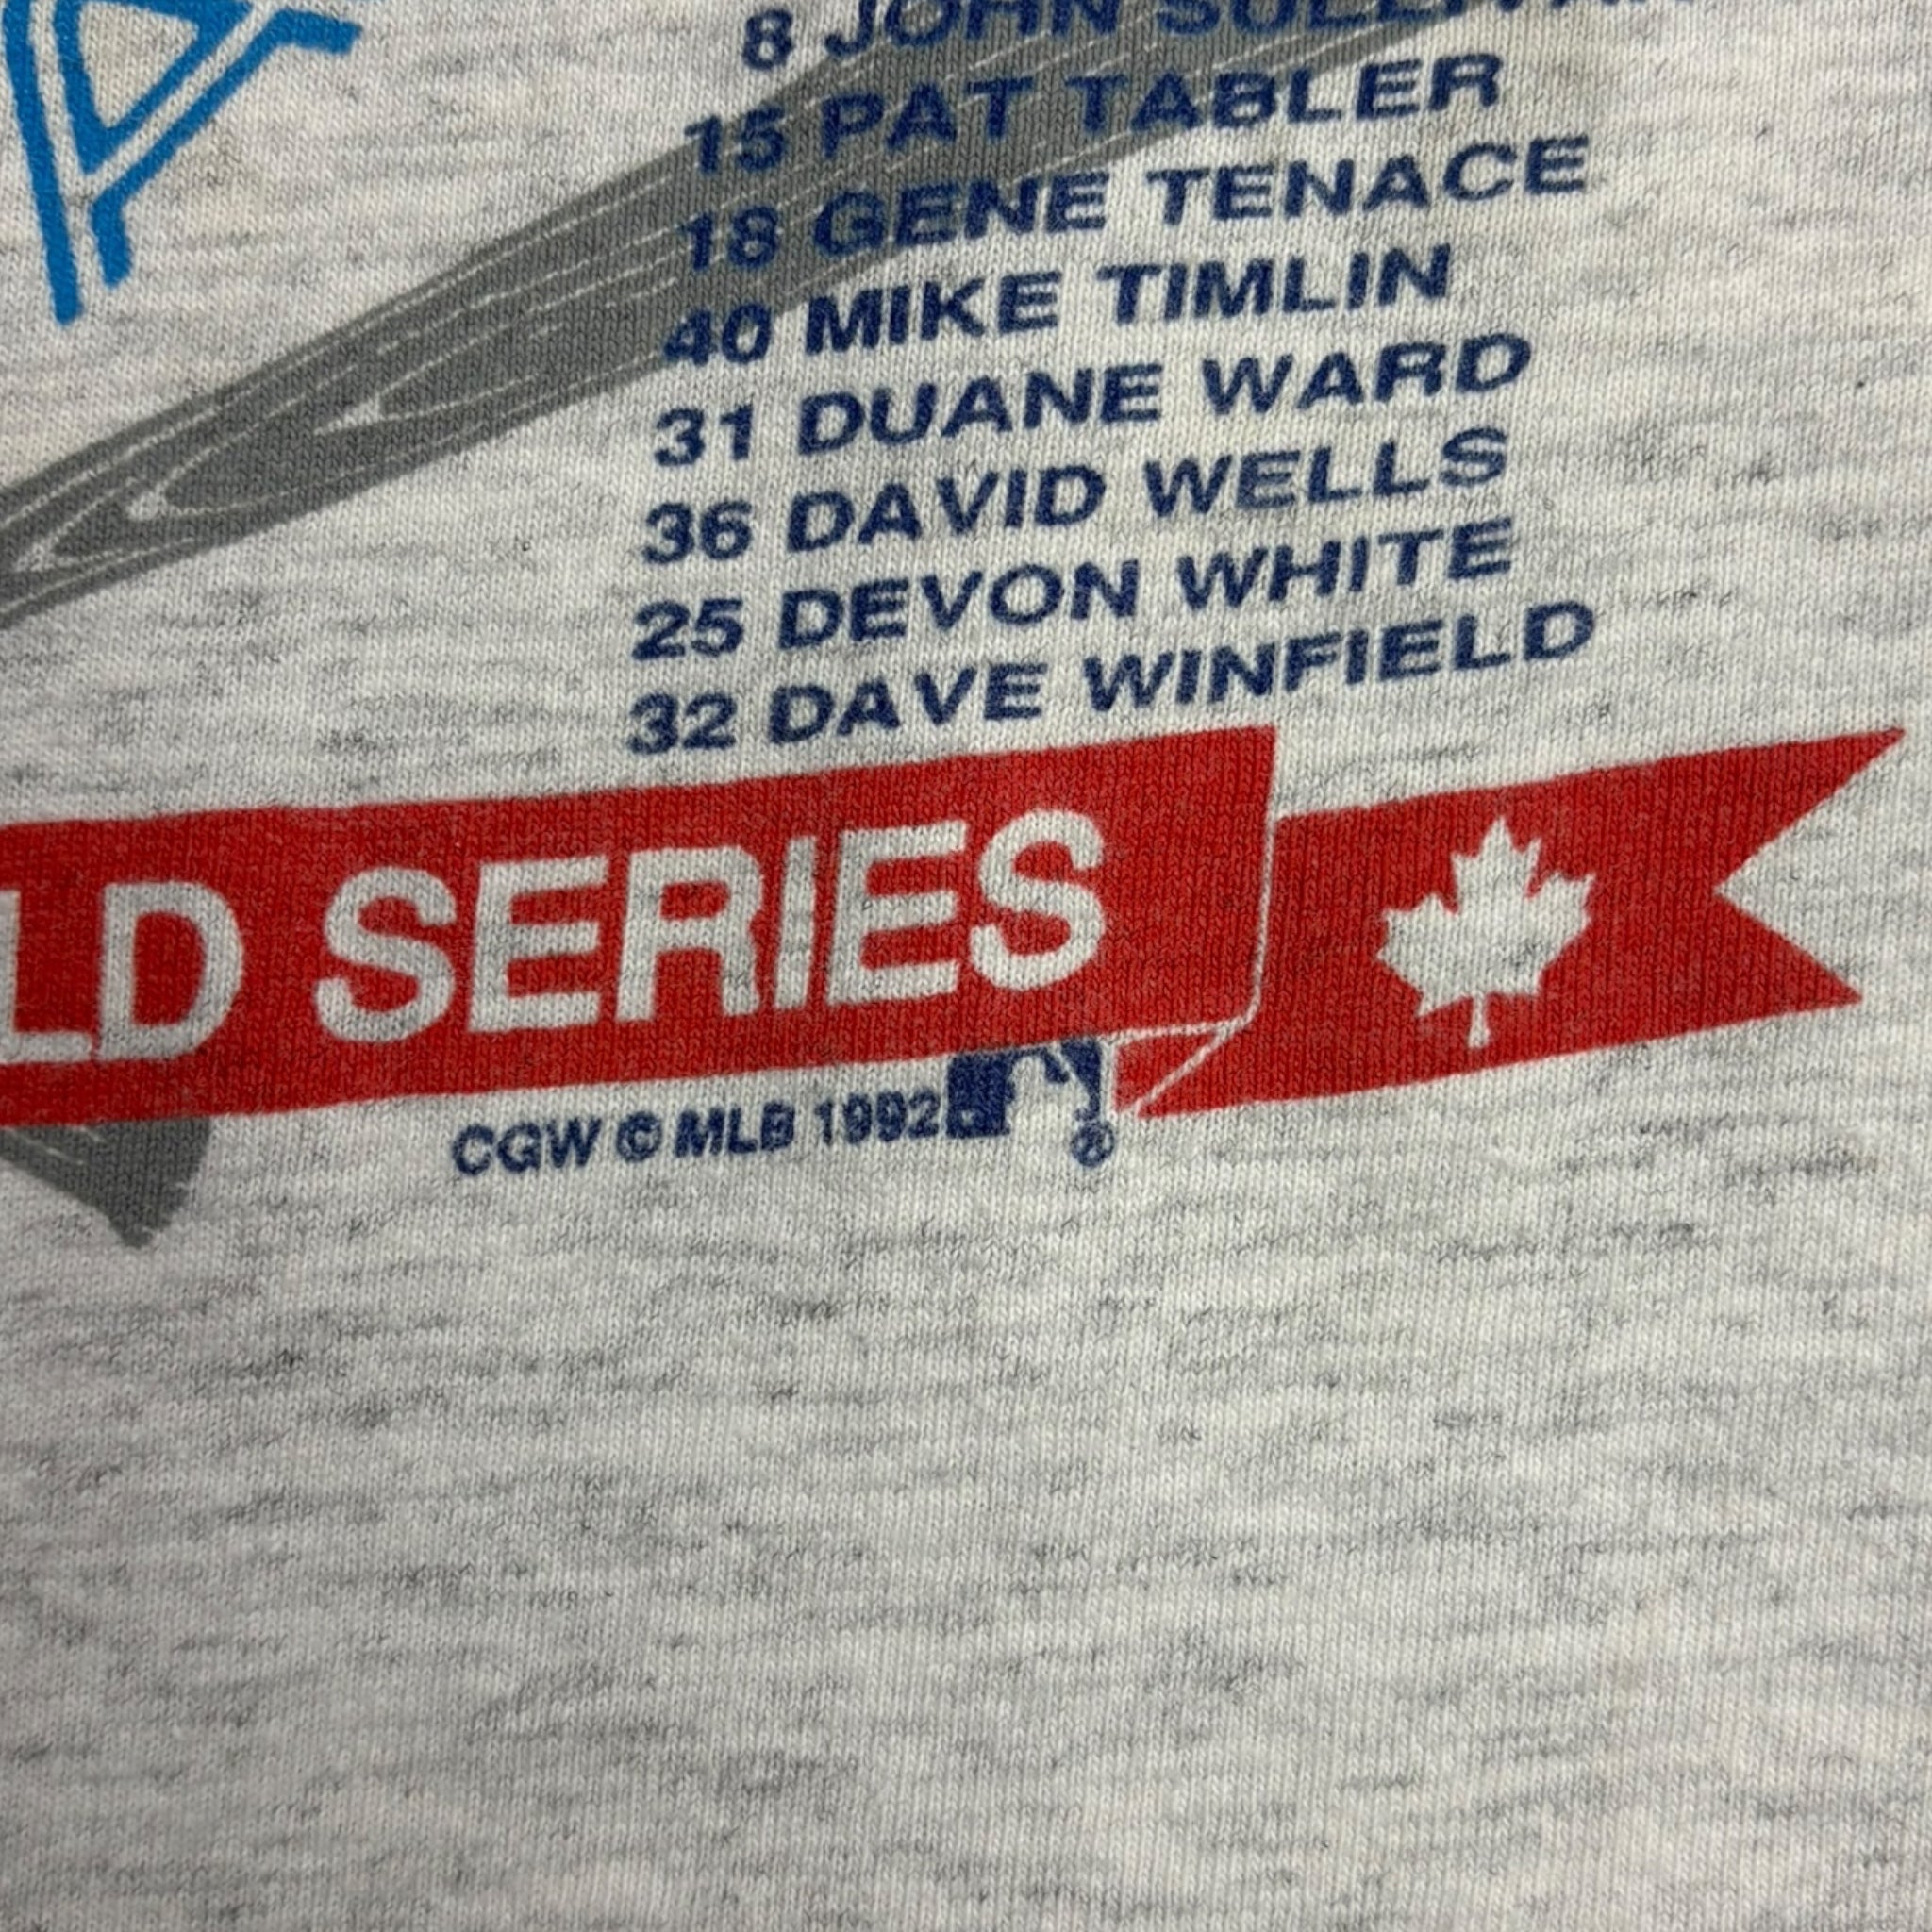 8 JOHN SULLIVAN
15 PAT TABLER
18 GENE TENACE
40 MIKE TIMLIN
31 DUANE WARD
36 DAVID WELLS
25 DEVON WHITE
32 DAVE WINFIELD
LD SERIES
CGW © MLB 1992 ®